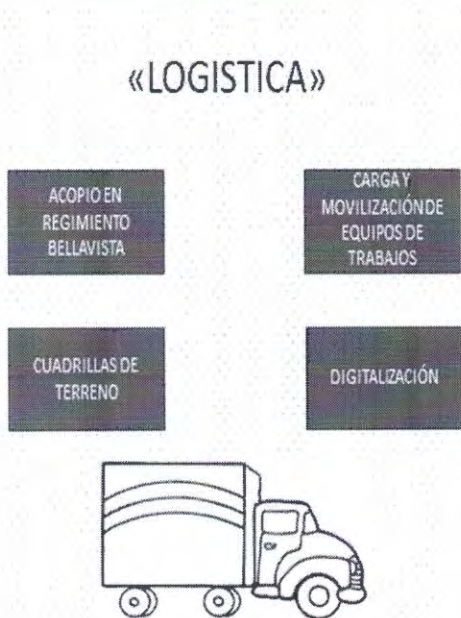 «LOGISTICA»
ACOPIO EN
REGIMIENTO
BELLAVISTA
CARGA Y
MOVILIZACIÓN DE
EQUIPOS DE
TRABAJOS
CUADRILLAS DE
TERRENO
DIGITALIZACIÓN